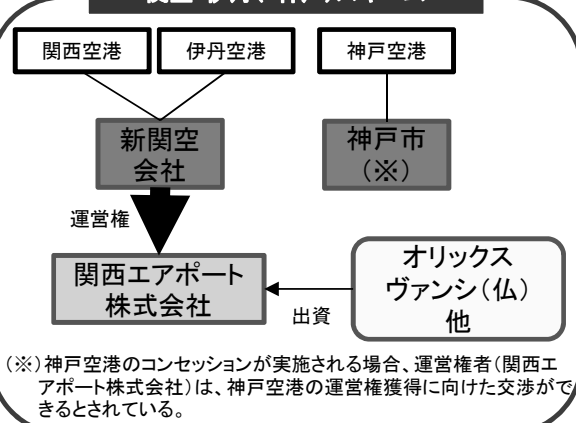 関西空港
伊丹空港
神戸空港
新関空
会社
神戸市
（※）
運営権
関西エアポート
株式会社
出資
オリックス
ヴァンシ（仏）
他
（※）神戸空港のコンセッションが実施される場合、運営権者（関西エ
アポート株式会社）は、神戸空港の運営権獲得に向けた交渉がで
きるとされている。